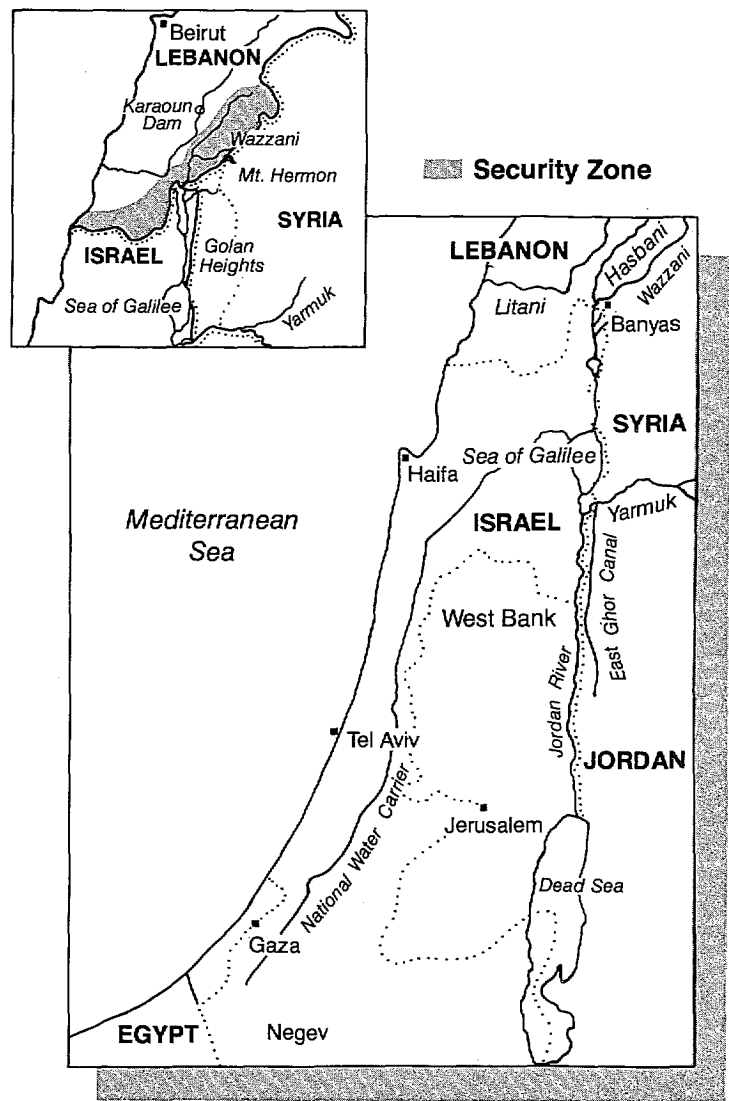 Beirut
LEBANON
Karaoun
Dam
Wazzani
Mt. Hermon
SYRIA
ISRAEL
Golan
Heights
Sea of Galilee
Yarmuk
Security Zone
LEBANON
Hasbani
Wazzani
Litani
Banyas
SYRIA
Haifa
Sea of Galilee
Yarmuk
Mediterranean
Sea
ISRAEL
East Ghor Canal
West Bank
Jordan River
Tel Aviv
JORDAN
National Water Carrier
Jerusalem
Dead Sea
Gaza
EGYPT
Negev